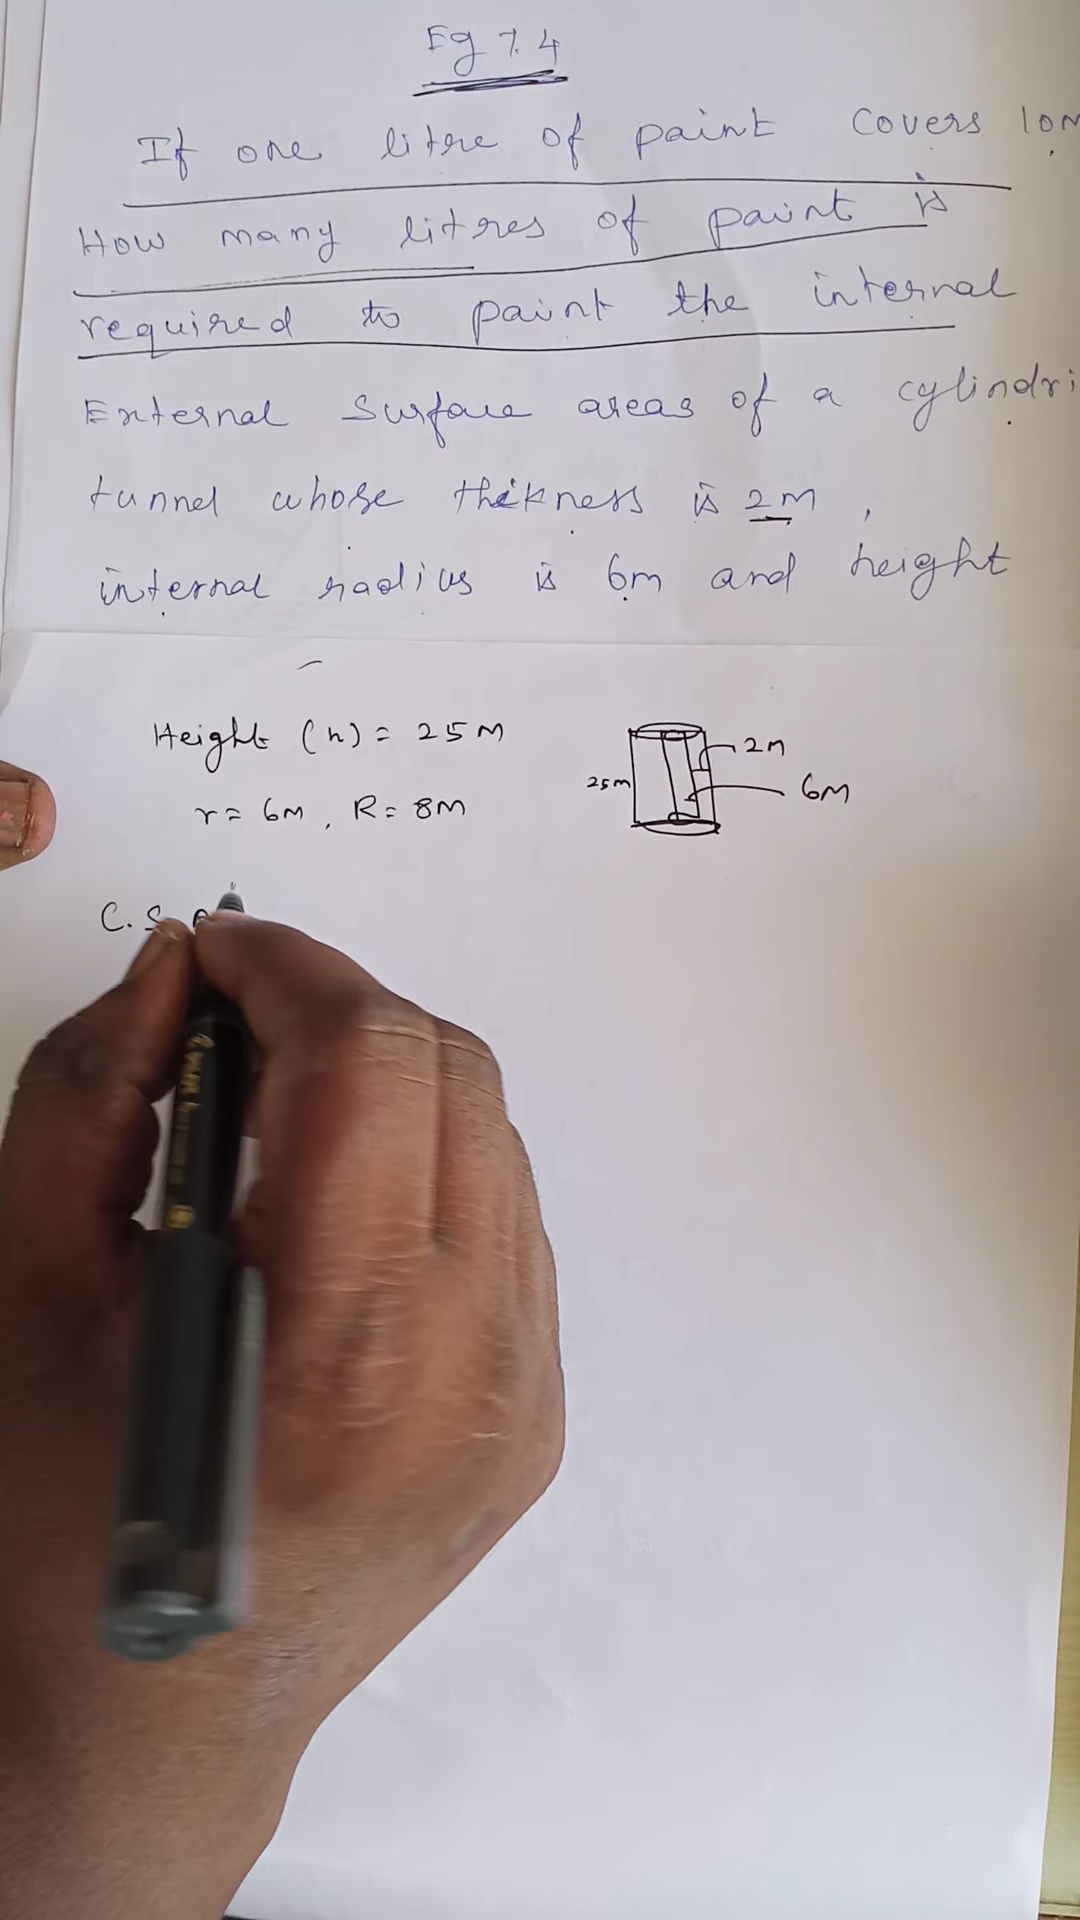 Eg 7.4
If one litre of paint covers 10m
How many litres of paint is
required to paint the internal
External surface areas of a cylindri
tunnel whose thikness is 2m,
internal radius is 6m and height
Height (h) = 25m
r = 6m, R = 8m
2m
25m
6m
C.S.A